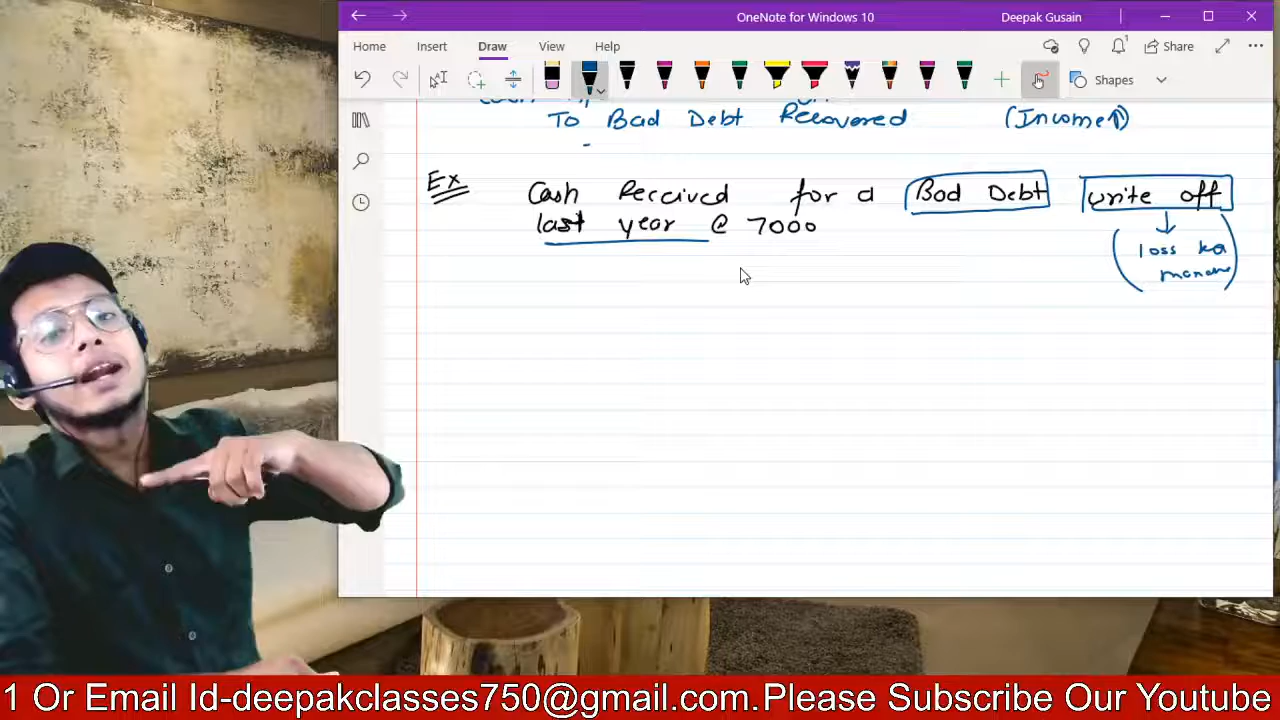 OneNote for Windows 10
Deepak Gusain
Home Insert Draw View Help
Share
Shapes
To Bad Debt Recovered (Income↑)
Ex
Cash Received for a Bad Debt write off
last year @ 7000
loss ka
1 Or Email Id-deepakclasses750@gmail.com.Please Subscribe Our Youtube